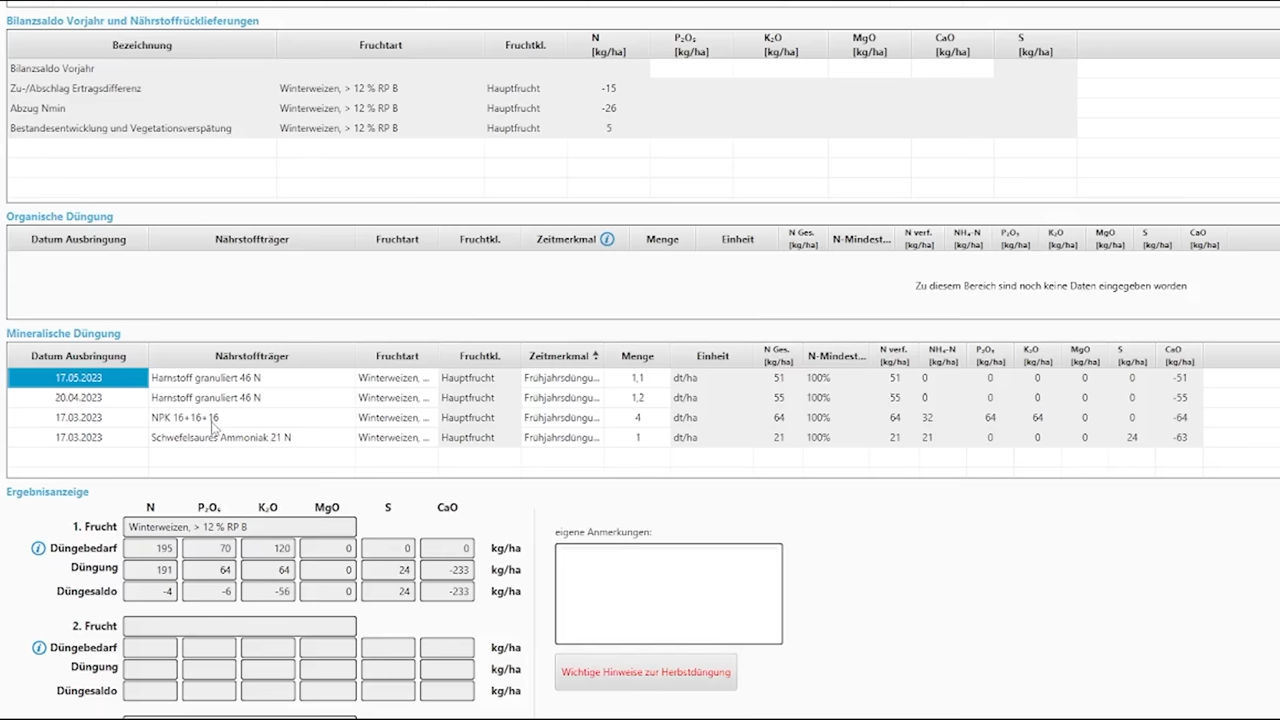 Bilanzsaldo Vorjahr und Nährstoffrücklieferungen
Bezeichnung Fruchtart Fruchtkl. N [kg/ha] P₂O₅ [kg/ha] K₂O [kg/ha] MgO [kg/ha] CaO [kg/ha] S [kg/ha]
Bilanzsaldo Vorjahr
Zu-/Abschlag Ertragsdifferenz Winterweizen, > 12 % RP B Hauptfrucht -15
Abzug Nmin Winterweizen, > 12 % RP B Hauptfrucht -26
Bestandesentwicklung und Vegetationsverspätung Winterweizen, > 12 % RP B Hauptfrucht 5
Organische Düngung
Datum Ausbringung Nährstoffträger Fruchtart Fruchtkl. Zeitmerkmal Menge Einheit N Ges. [kg/ha] N-Mindest... N verf. [kg/ha] NH₄-N [kg/ha] P₂O₅ [kg/ha] K₂O [kg/ha] MgO [kg/ha] S [kg/ha] CaO [kg/ha]
Zu diesem Bereich sind noch keine Daten eingegeben worden
Mineralische Düngung
Datum Ausbringung Nährstoffträger Fruchtart Fruchtkl. Zeitmerkmal Menge Einheit N Ges. [kg/ha] N-Mindest... N verf. [kg/ha] NH₄-N [kg/ha] P₂O₅ [kg/ha] K₂O [kg/ha] MgO [kg/ha] S [kg/ha] CaO [kg/ha]
17.05.2023 Harnstoff granuliert 46 N Winterweizen, ... Hauptfrucht Frühjahrsdüngu... 1,1 dt/ha 51 100% 51 0 0 0 0 0 -51
20.04.2023 Harnstoff granuliert 46 N Winterweizen, ... Hauptfrucht Frühjahrsdüngu... 1,2 dt/ha 55 100% 55 0 0 0 0 0 -55
17.03.2023 NPK 16+16+16 Winterweizen, ... Hauptfrucht Frühjahrsdüngu... 4 dt/ha 64 100% 64 32 64 64 0 0 -64
17.03.2023 Schwefelsaures Ammoniak 21 N Winterweizen, ... Hauptfrucht Frühjahrsdüngu... 1 dt/ha 21 100% 21 21 0 0 0 24 -63
Ergebnisanzeige
N P₂O₅ K₂O MgO S CaO
1. Frucht Winterweizen, > 12 % RP B
Düngebedarf 195 70 120 0 0 0 kg/ha
Düngung 191 64 64 0 24 -233 kg/ha
Düngesaldo -4 -6 -56 0 24 -233 kg/ha
2. Frucht
Düngebedarf kg/ha
Düngung kg/ha
Düngesaldo kg/ha
eigene Anmerkungen:
Wichtige Hinweise zur Herbstdüngung